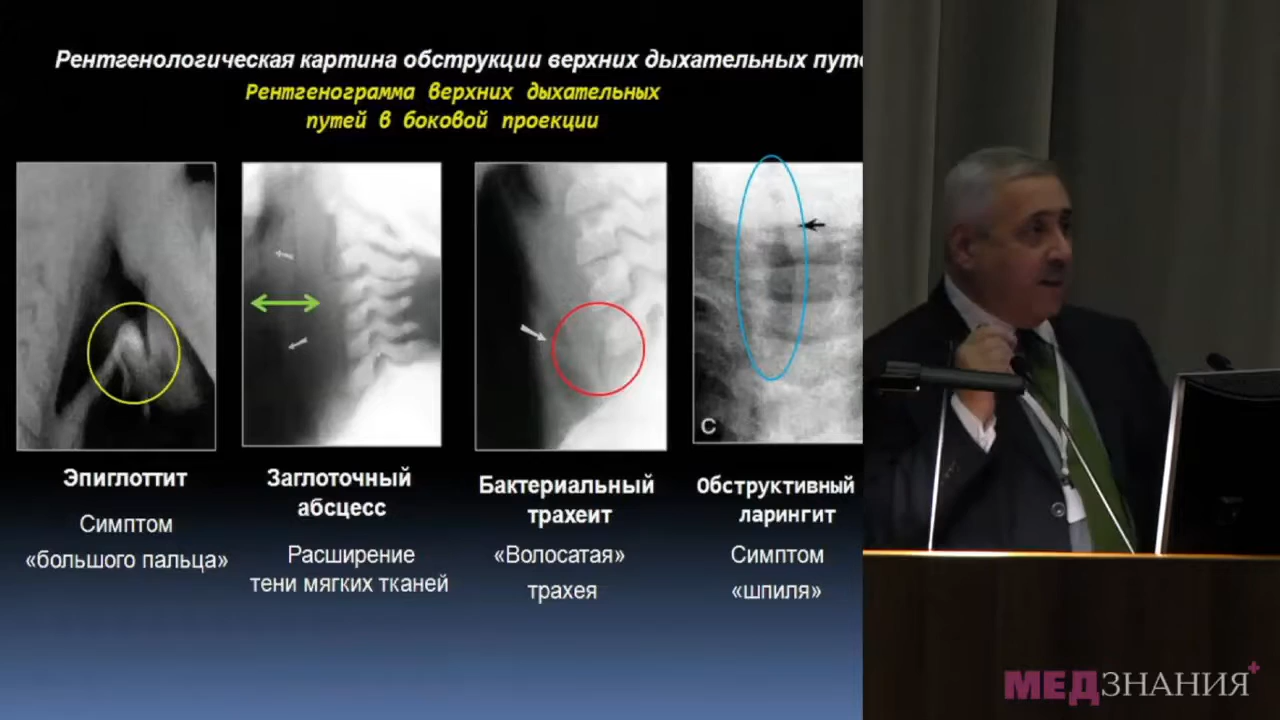 Рентгенологическая картина обструкции верхних дыхательных путе
Рентгенограмма верхних дыхательных
путей в боковой проекции
C
Эпиглоттит
Симптом
«большого пальца»
Заглоточный
абсцесс
Расширение
тени мягких тканей
Бактериальный
трахеит
«Волосатая»
трахея
Обструктивный
ларингит
Симптом
«шпиля»
МЕДЗНАНИЯ+